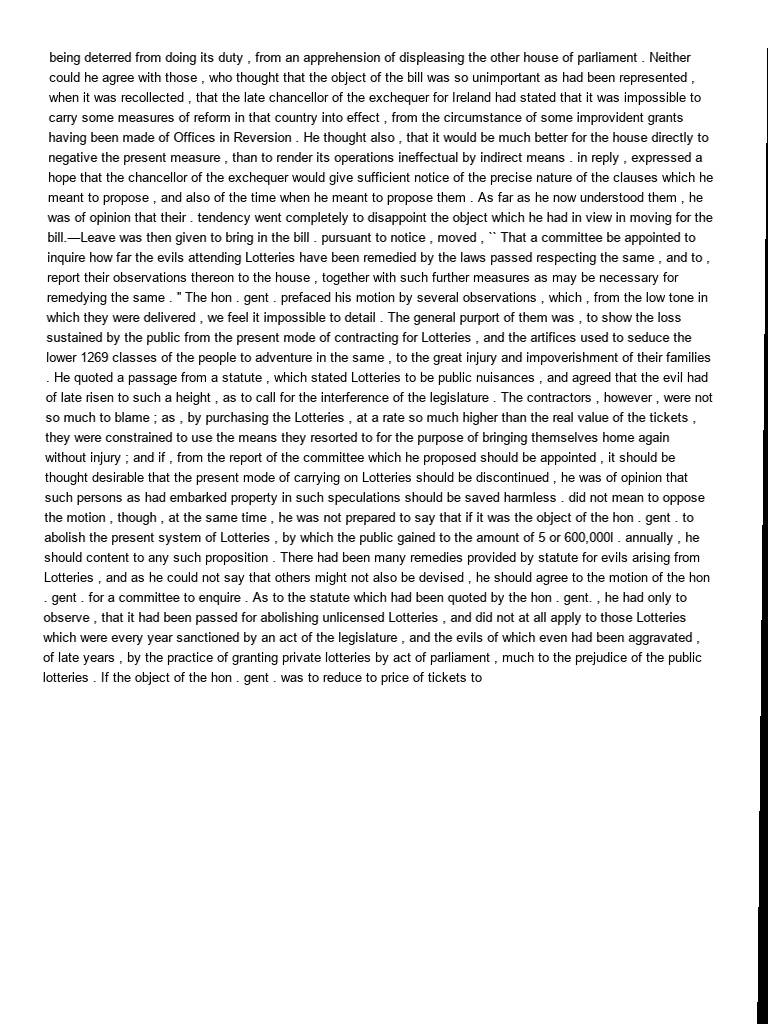 being deterred from doing its duty , from an apprehension of displeasing the other house of parliament . Neither
could he agree with those , who thought that the object of the bill was so unimportant as had been represented ,
when it was recollected , that the late chancellor of the exchequer for Ireland had stated that it was impossible to
carry some measures of reform in that country into effect , from the circumstance of some improvident grants
having been made of Offices in Reversion . He thought also , that it would be much better for the house directly to
negative the present measure , than to render its operations ineffectual by indirect means . in reply , expressed a
hope that the chancellor of the exchequer would give sufficient notice of the precise nature of the clauses which he
meant to propose , and also of the time when he meant to propose them . As far as he now understood them , he
was of opinion that their . tendency went completely to disappoint the object which he had in view in moving for the
bill.—Leave was then given to bring in the bill . pursuant to notice , moved , `` That a committee be appointed to
inquire how far the evils attending Lotteries have been remedied by the laws passed respecting the same , and to ,
report their observations thereon to the house , together with such further measures as may be necessary for
remedying the same . " The hon . gent . prefaced his motion by several observations , which , from the low tone in
which they were delivered , we feel it impossible to detail . The general purport of them was , to show the loss
sustained by the public from the present mode of contracting for Lotteries , and the artifices used to seduce the
lower 1269 classes of the people to adventure in the same , to the great injury and impoverishment of their families
. He quoted a passage from a statute , which stated Lotteries to be public nuisances , and agreed that the evil had
of late risen to such a height , as to call for the interference of the legislature . The contractors , however , were not
so much to blame ; as , by purchasing the Lotteries , at a rate so much higher than the real value of the tickets ,
they were constrained to use the means they resorted to for the purpose of bringing themselves home again
without injury ; and if , from the report of the committee which he proposed should be appointed , it should be
thought desirable that the present mode of carrying on Lotteries should be discontinued , he was of opinion that
such persons as had embarked property in such speculations should be saved harmless . did not mean to oppose
the motion , though , at the same time , he was not prepared to say that if it was the object of the hon . gent . to
abolish the present system of Lotteries , by which the public gained to the amount of 5 or 600,000l . annually , he
should content to any such proposition . There had been many remedies provided by statute for evils arising from
Lotteries , and as he could not say that others might not also be devised , he should agree to the motion of the hon
. gent . for a committee to enquire . As to the statute which had been quoted by the hon . gent. , he had only to
observe , that it had been passed for abolishing unlicensed Lotteries , and did not at all apply to those Lotteries
which were every year sanctioned by an act of the legislature , and the evils of which even had been aggravated ,
of late years , by the practice of granting private lotteries by act of parliament , much to the prejudice of the public
lotteries . If the object of the hon . gent . was to reduce to price of tickets to